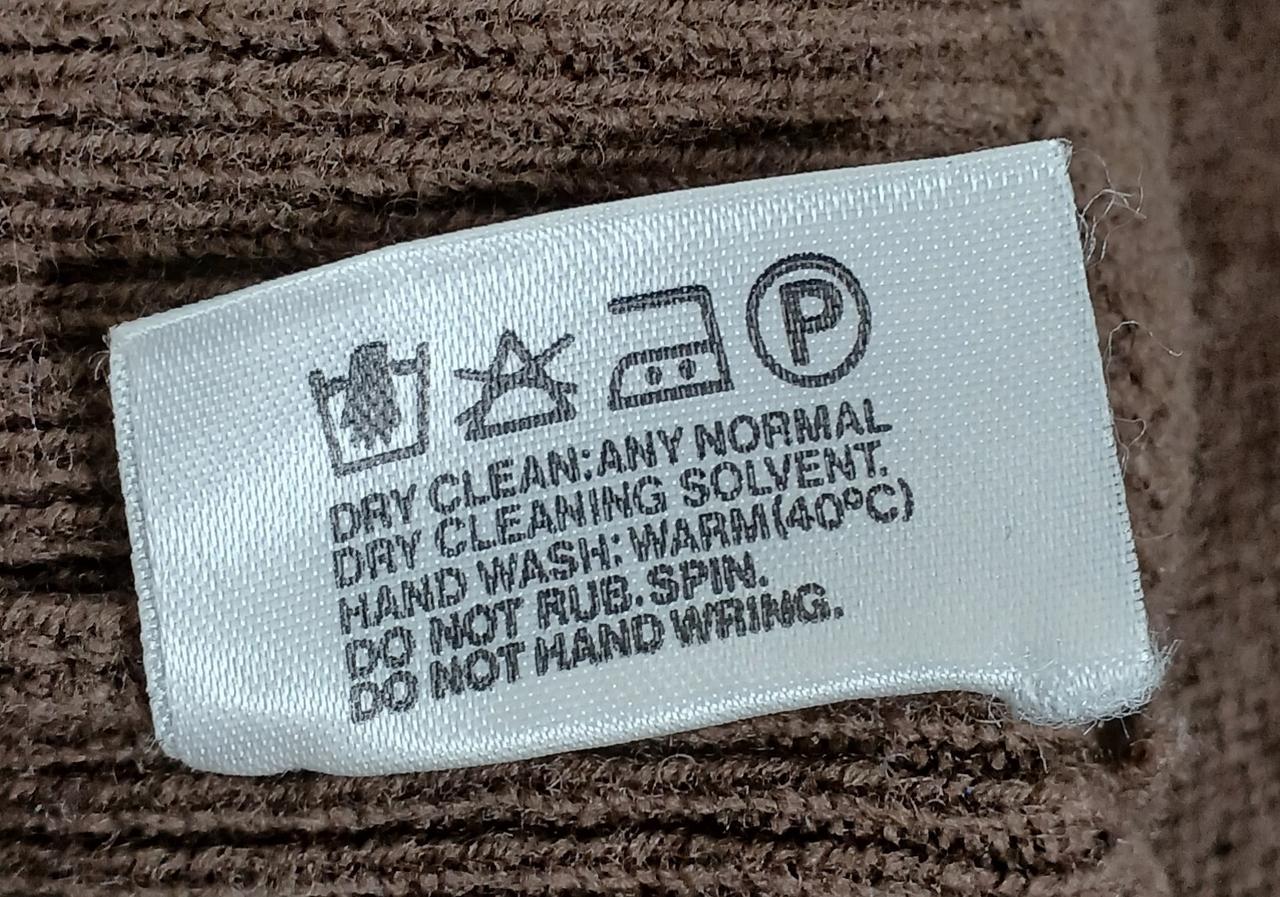 P
DRY CLEAN: ANY NORMAL
DRY CLEANING SOLVENT.
HAND WASH: WARM (40°C)
DO NOT RUB. SPIN.
DO NOT HAND WRING.